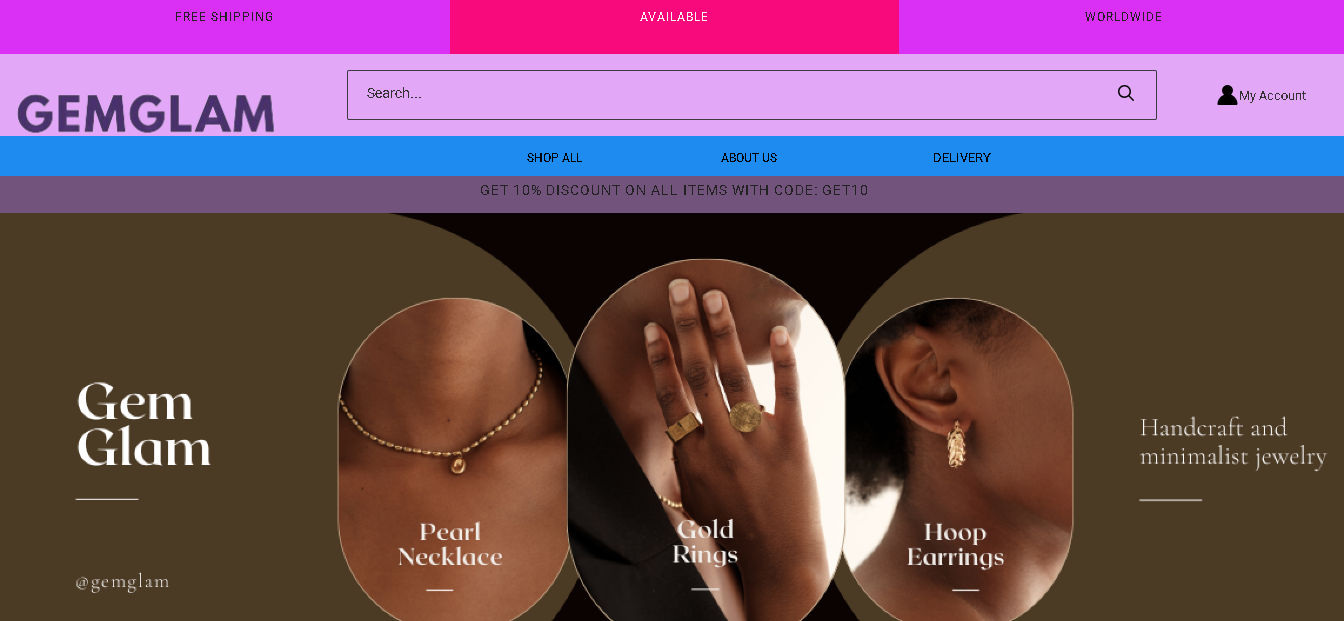 FREE SHIPPING
AVAILABLE
WORLDWIDE
GEMGLAM
Search...
My Account
SHOP ALL
ABOUT US
DELIVERY
GET 10% DISCOUNT ON ALL ITEMS WITH CODE: GET10
Gem
Glam
@gemglam
Pearl
Necklace
Gold
Rings
Hoop
Earrings
Handcraft and
minimalist jewelry